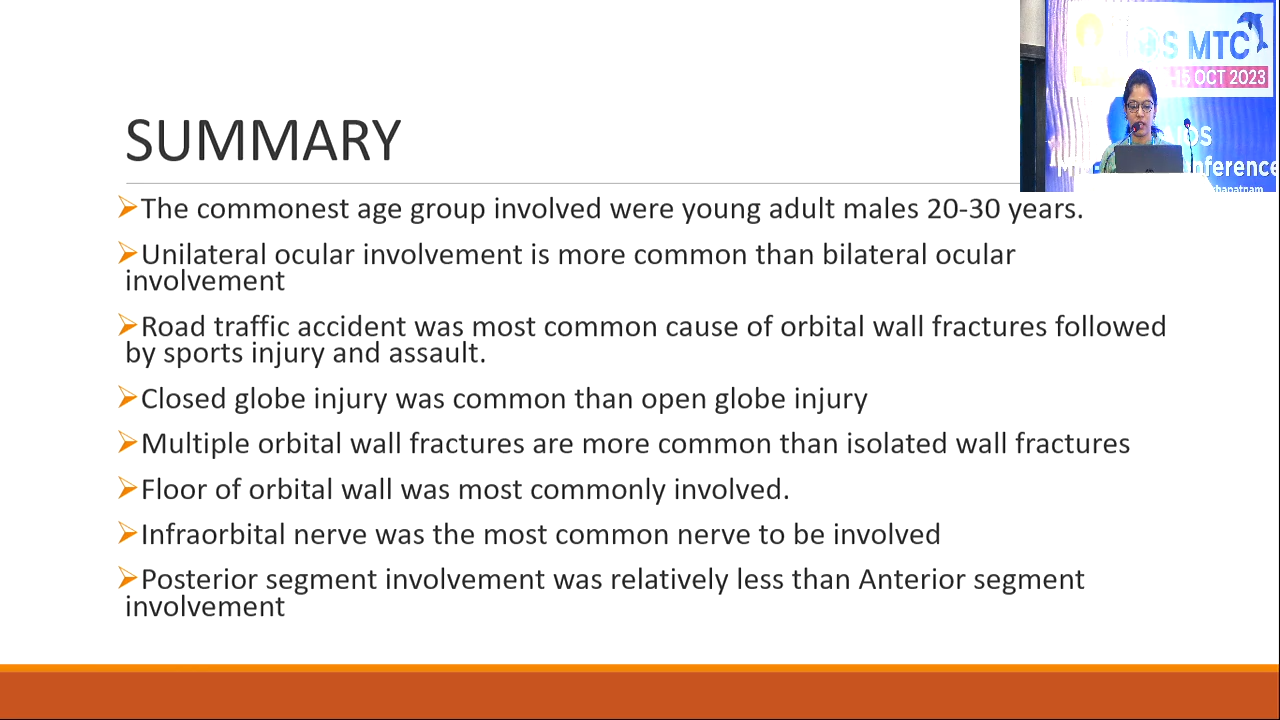 S MTC
15 OCT 2023
SUMMARY
➢The commonest age group involved were young adult males 20-30 years.
➢Unilateral ocular involvement is more common than bilateral ocular
involvement
➢Road traffic accident was most common cause of orbital wall fractures followed
by sports injury and assault.
➢Closed globe injury was common than open globe injury
➢Multiple orbital wall fractures are more common than isolated wall fractures
➢Floor of orbital wall was most commonly involved.
➢Infraorbital nerve was the most common nerve to be involved
➢Posterior segment involvement was relatively less than Anterior segment
involvement